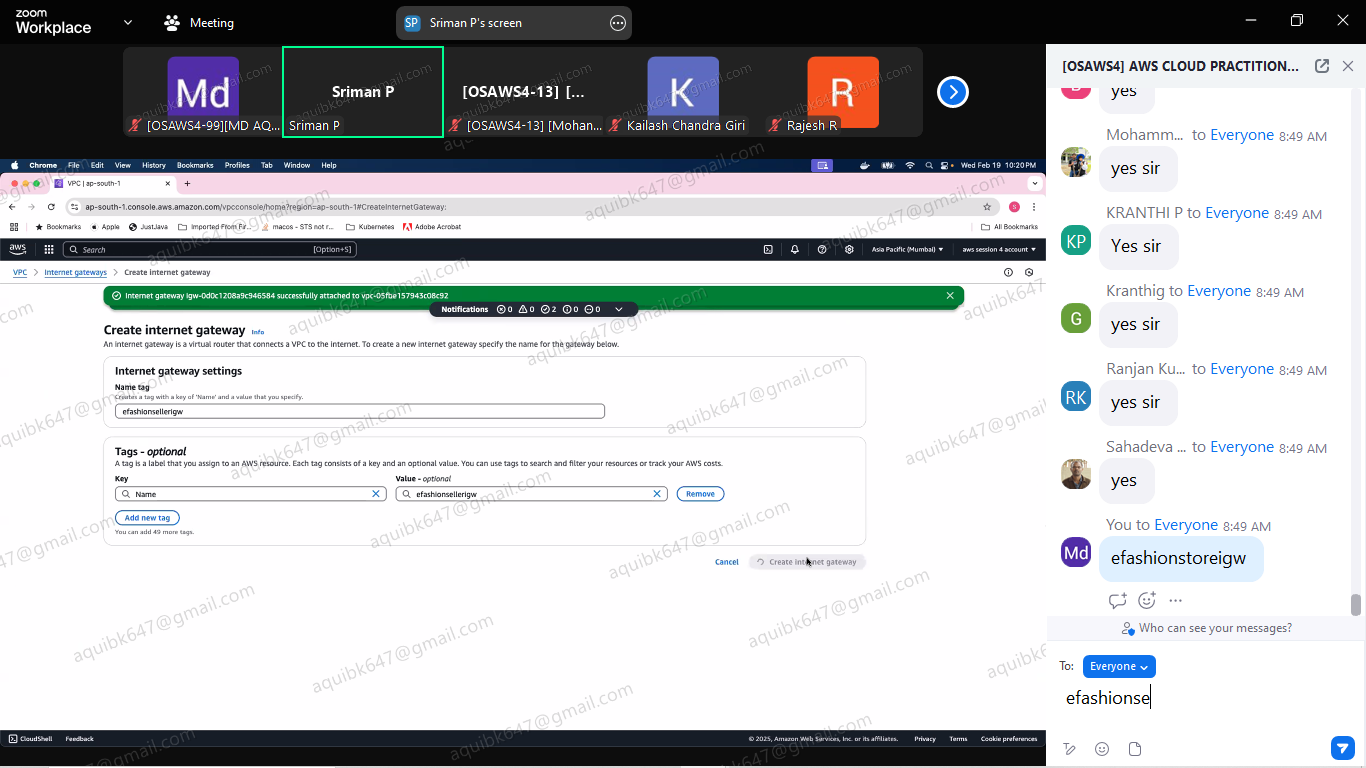 zoom
Workplace
Meeting
SP Sriman P's screen
Md
[OSAWS4-99][MD AQ...
Sriman P
Sriman P
[OSAWS4-13] [...
[OSAWS4-13] [Mohan...
K
Kailash Chandra Giri
R
Rajesh R
Chrome File Edit View History Bookmarks Profiles Tab Window Help
Wed Feb 19 10:20 PM
VPC | ap-south-1
ap-south-1.console.aws.amazon.com/vpcconsole/home?region=ap-south-1#CreateInternetGateway:
S
Bookmarks Apple JustJava Imported From Fir... macos - STS not r... Kubernetes Adobe Acrobat All Bookmarks
aws Search [Option+S] Asia Pacific (Mumbai) aws session 4 account
VPC Internet gateways Create internet gateway
Internet gateway igw-0d0c1208a9c946584 successfully attached to vpc-05fbe157943c08c92
Notifications 0 0 2 0 0
Create internet gateway Info
An internet gateway is a virtual router that connects a VPC to the internet. To create a new internet gateway specify the name for the gateway below.
Internet gateway settings
Name tag
Creates a tag with a key of 'Name' and a value that you specify.
efashionsellerigw
Tags - optional
A tag is a label that you assign to an AWS resource. Each tag consists of a key and an optional value. You can use tags to search and filter your resources or track your AWS costs.
Key Value - optional
Name efashionsellerigw Remove
Add new tag
You can add 49 more tags.
Cancel Create internet gateway
CloudShell Feedback © 2025, Amazon Web Services, Inc. or its affiliates. Privacy Terms Cookie preferences
aquibk647@gmail.com
[OSAWS4] AWS CLOUD PRACTITION...
yes
Mohamm... to Everyone 8:49 AM
yes sir
KRANTHI P to Everyone 8:49 AM
KP
Yes sir
Kranthig to Everyone 8:49 AM
G
yes sir
Ranjan Ku... to Everyone 8:49 AM
RK
yes sir
Sahadeva ... to Everyone 8:49 AM
yes
You to Everyone 8:49 AM
Md
efashionstoreigw
Who can see your messages?
To: Everyone
efashionse